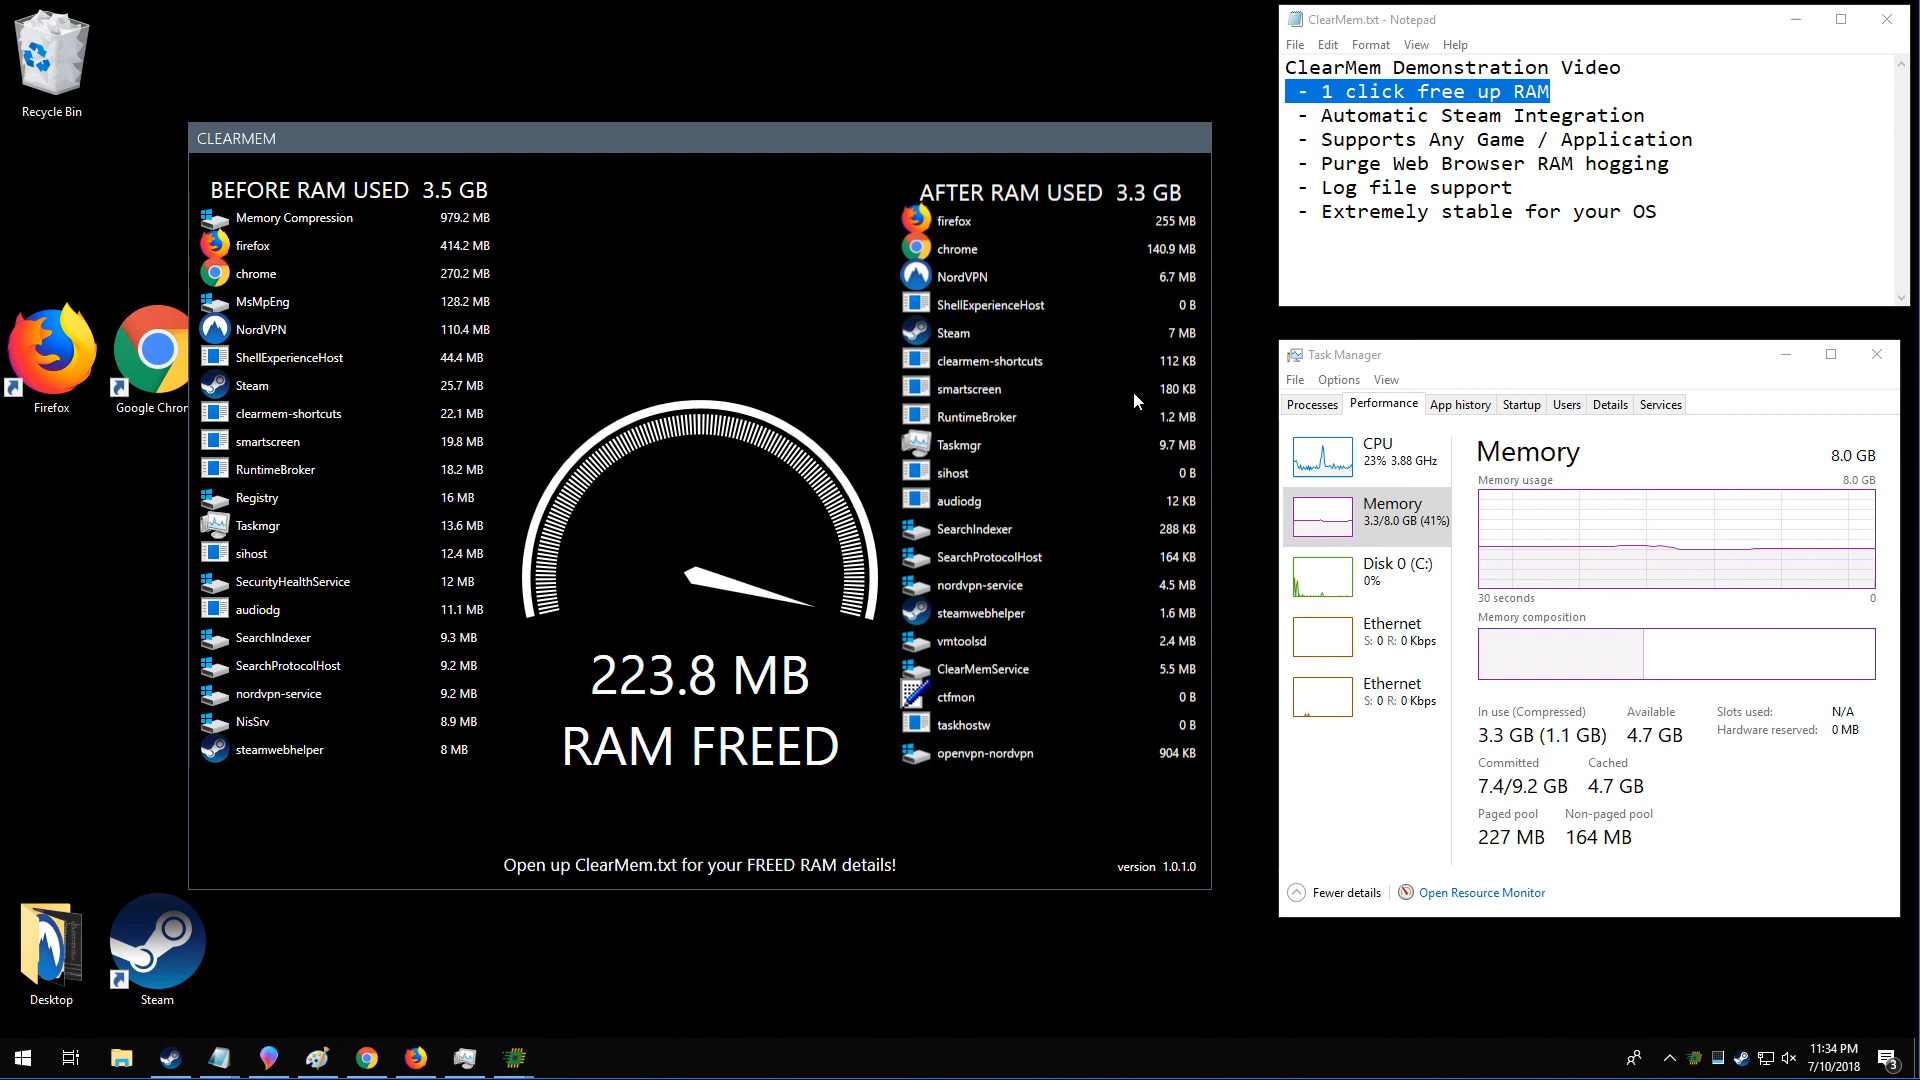 Recycle Bin
Firefox
Google Chron
Desktop
Steam
CLEARMEM
BEFORE RAM USED 3.5 GB
Memory Compression 979.2 MB
firefox 414.2 MB
chrome 270.2 MB
MsMpEng 128.2 MB
NordVPN 110.4 MB
ShellExperienceHost 44.4 MB
Steam 25.7 MB
clearmem-shortcuts 22.1 MB
smartscreen 19.8 MB
RuntimeBroker 18.2 MB
Registry 16 MB
Taskmgr 13.6 MB
sihost 12.4 MB
SecurityHealthService 12 MB
audiodg 11.1 MB
SearchIndexer 9.3 MB
SearchProtocolHost 9.2 MB
nordvpn-service 9.2 MB
NisSrv 8.9 MB
steamwebhelper 8 MB
223.8 MB
RAM FREED
AFTER RAM USED 3.3 GB
firefox 255 MB
chrome 140.9 MB
NordVPN 6.7 MB
ShellExperienceHost 0 B
Steam 7 MB
clearmem-shortcuts 112 KB
smartscreen 180 KB
RuntimeBroker 1.2 MB
Taskmgr 9.7 MB
sihost 0 B
audiodg 12 KB
SearchIndexer 288 KB
SearchProtocolHost 164 KB
nordvpn-service 4.5 MB
steamwebhelper 1.6 MB
vmtoolsd 2.4 MB
ClearMemService 5.5 MB
ctfmon 0 B
taskhostw 0 B
openvpn-nordvpn 904 KB
Open up ClearMem.txt for your FREED RAM details!
version 1.0.1.0
ClearMem.txt - Notepad
File Edit Format View Help
ClearMem Demonstration Video
- 1 click free up RAM
- Automatic Steam Integration
- Supports Any Game / Application
- Purge Web Browser RAM hogging
- Log file support
- Extremely stable for your OS
Task Manager
File Options View
Processes Performance App history Startup Users Details Services
CPU
23% 3.88 GHz
Memory
3.3/8.0 GB (41%)
Disk 0 (C:)
0%
Ethernet
S: 0 R: 0 Kbps
Ethernet
S: 0 R: 0 Kbps
Memory 8.0 GB
Memory usage 8.0 GB
30 seconds 0
Memory composition
In use (Compressed) Available Slots used: N/A
3.3 GB (1.1 GB) 4.7 GB Hardware reserved: 0 MB
Committed Cached
7.4/9.2 GB 4.7 GB
Paged pool Non-paged pool
227 MB 164 MB
Fewer details Open Resource Monitor
11:34 PM
7/10/2018
3